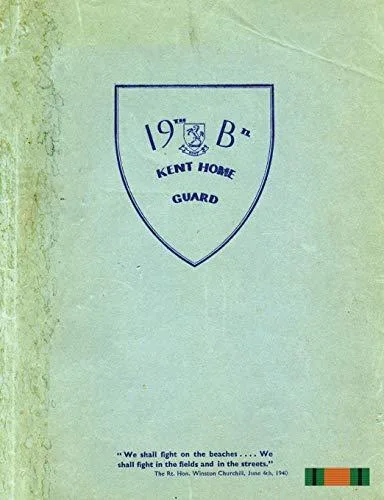 19TH Bn.
KENT HOME
GUARD
"We shall fight on the beaches . . . . We
shall fight in the fields and in the streets."
The Rt. Hon. Winston Churchill, June 6th, 1940